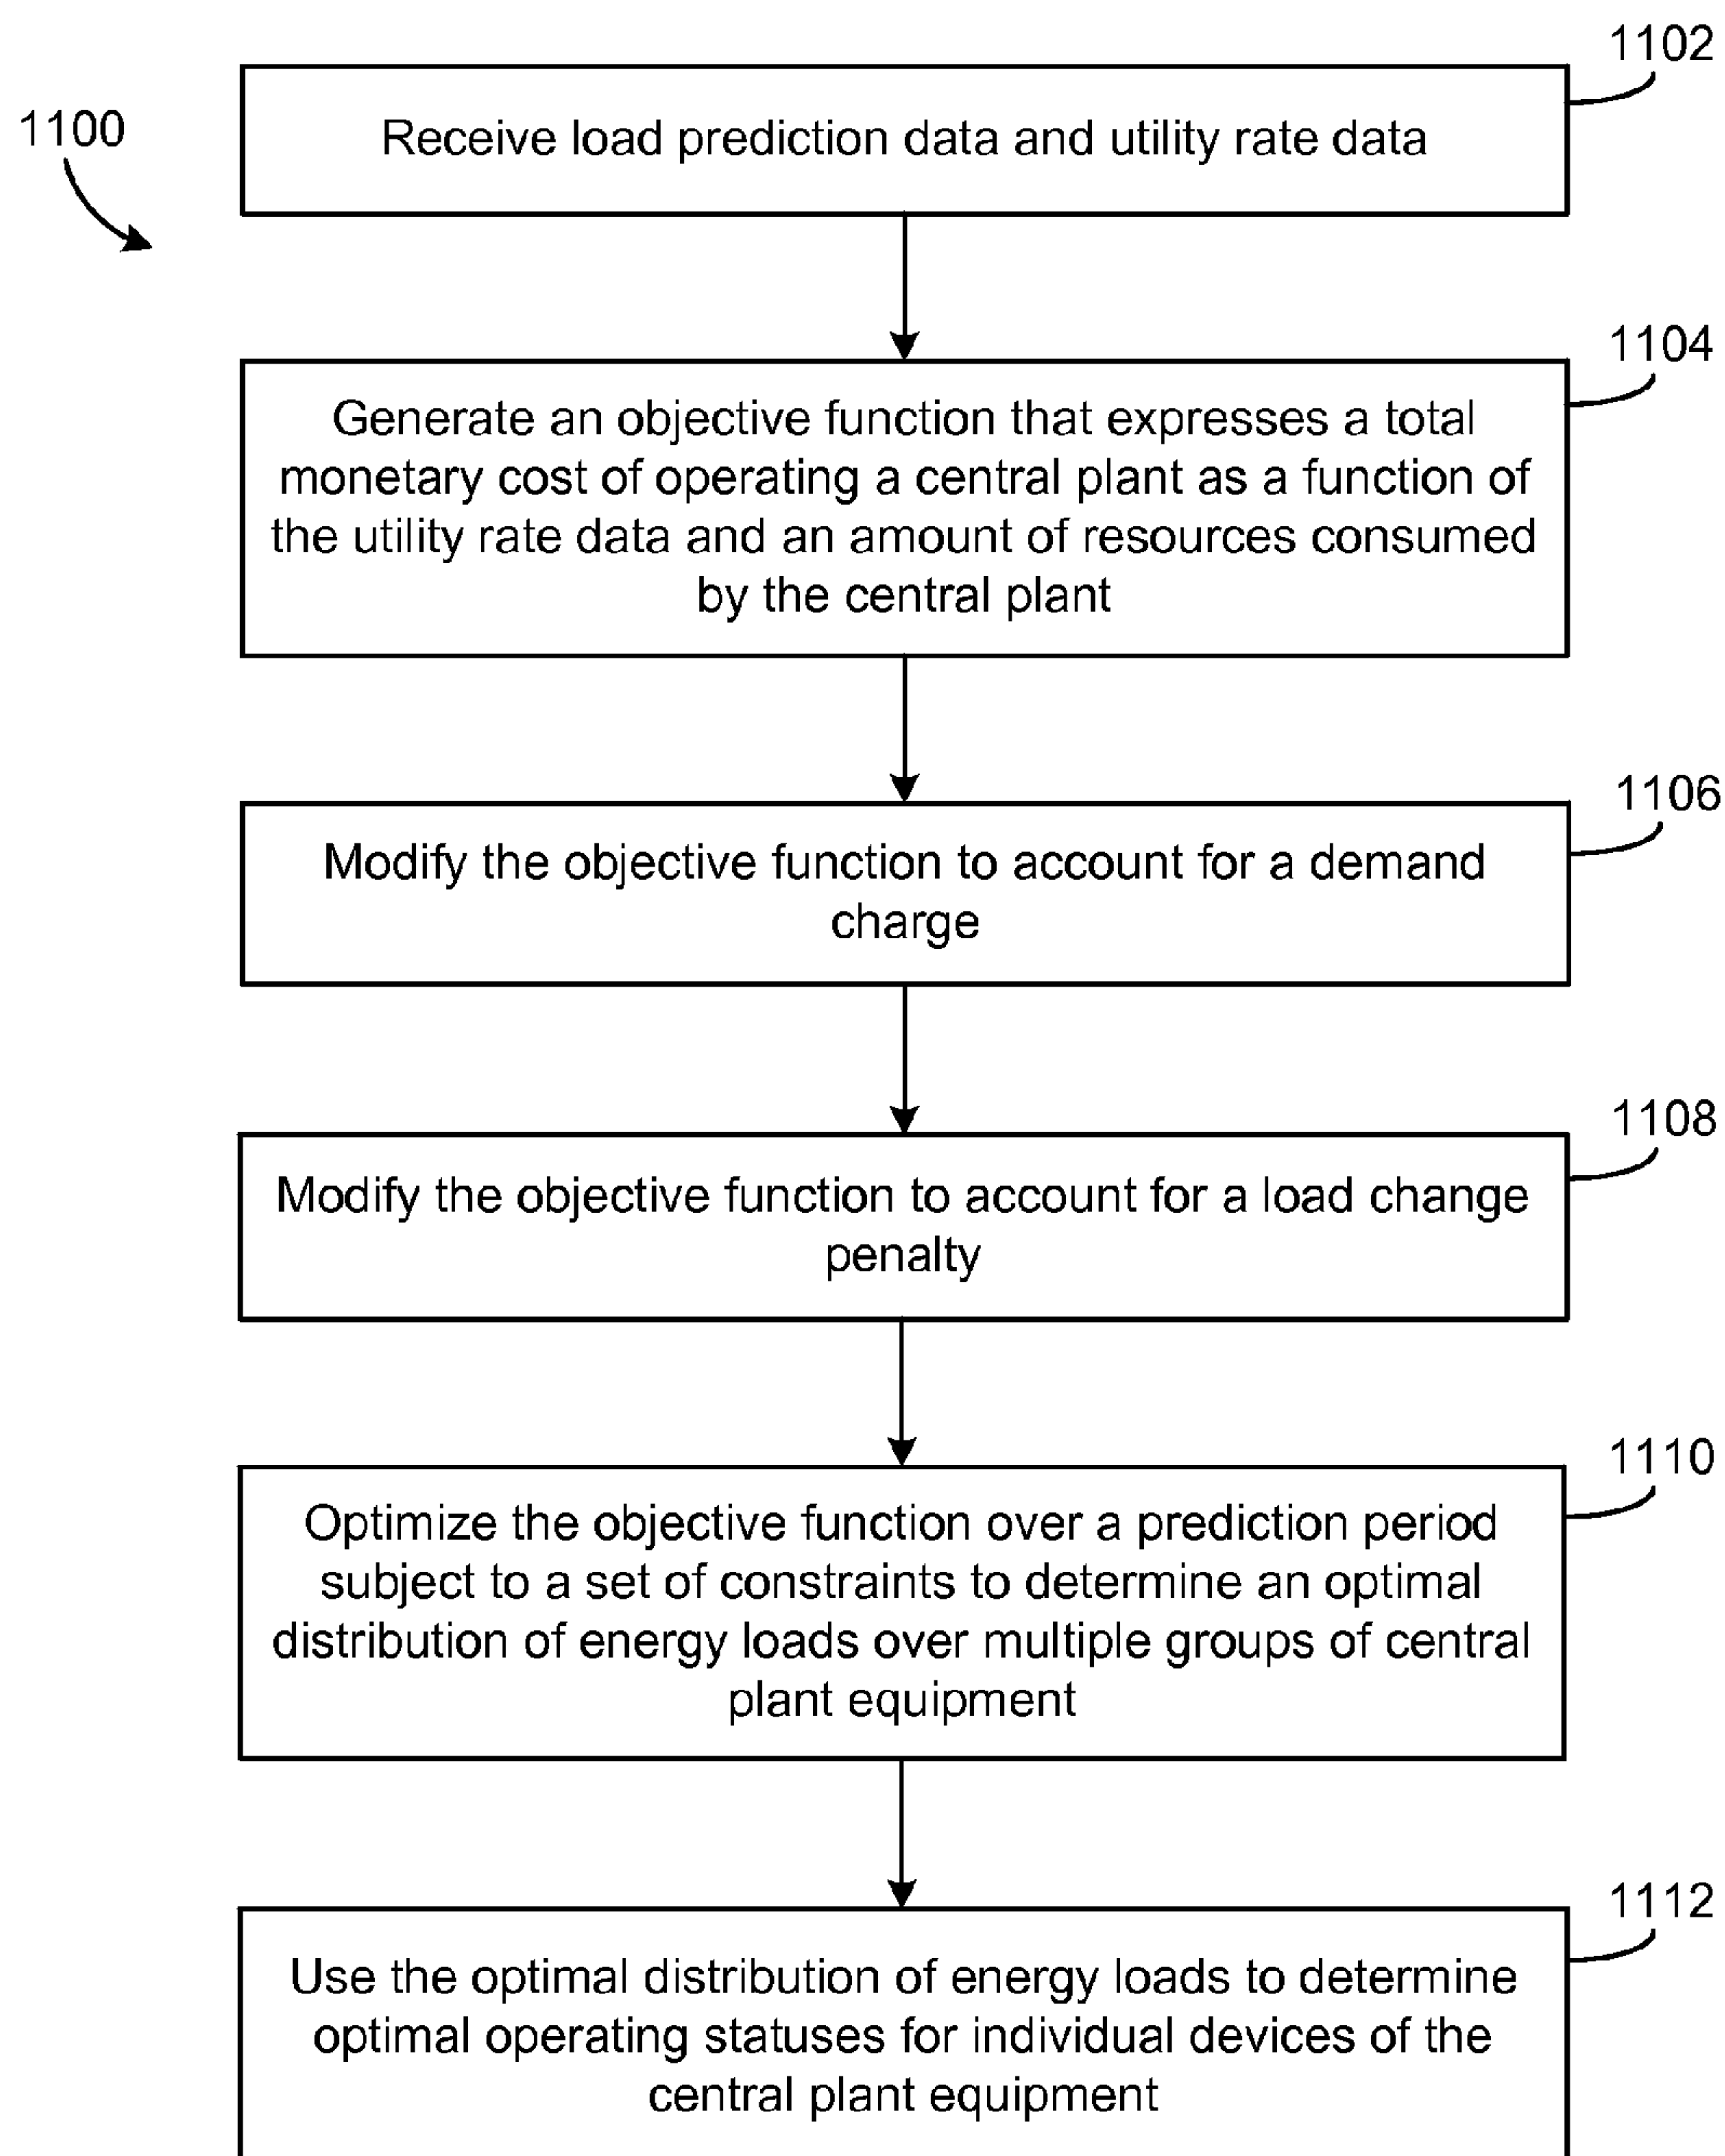 1102
1100
Receive load prediction data and utility rate data
1104
Generate an objective function that expresses a total
monetary cost of operating a central plant as a function of
the utility rate data and an amount of resources consumed
by the central plant
1106
Modify the objective function to account for a demand
charge
1108
Modify the objective function to account for a load change
penalty
1110
Optimize the objective function over a prediction period
subject to a set of constraints to determine an optimal
distribution of energy loads over multiple groups of central
plant equipment
1112
Use the optimal distribution of energy loads to determine
optimal operating statuses for individual devices of the
central plant equipment